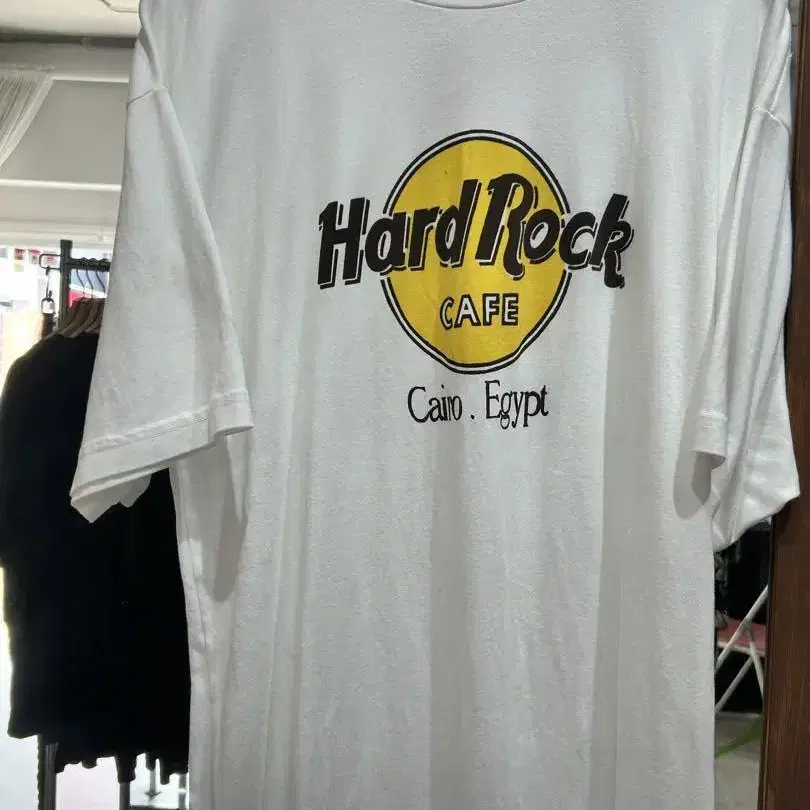 Hard Rock
CAFE
Cairo . Egypt